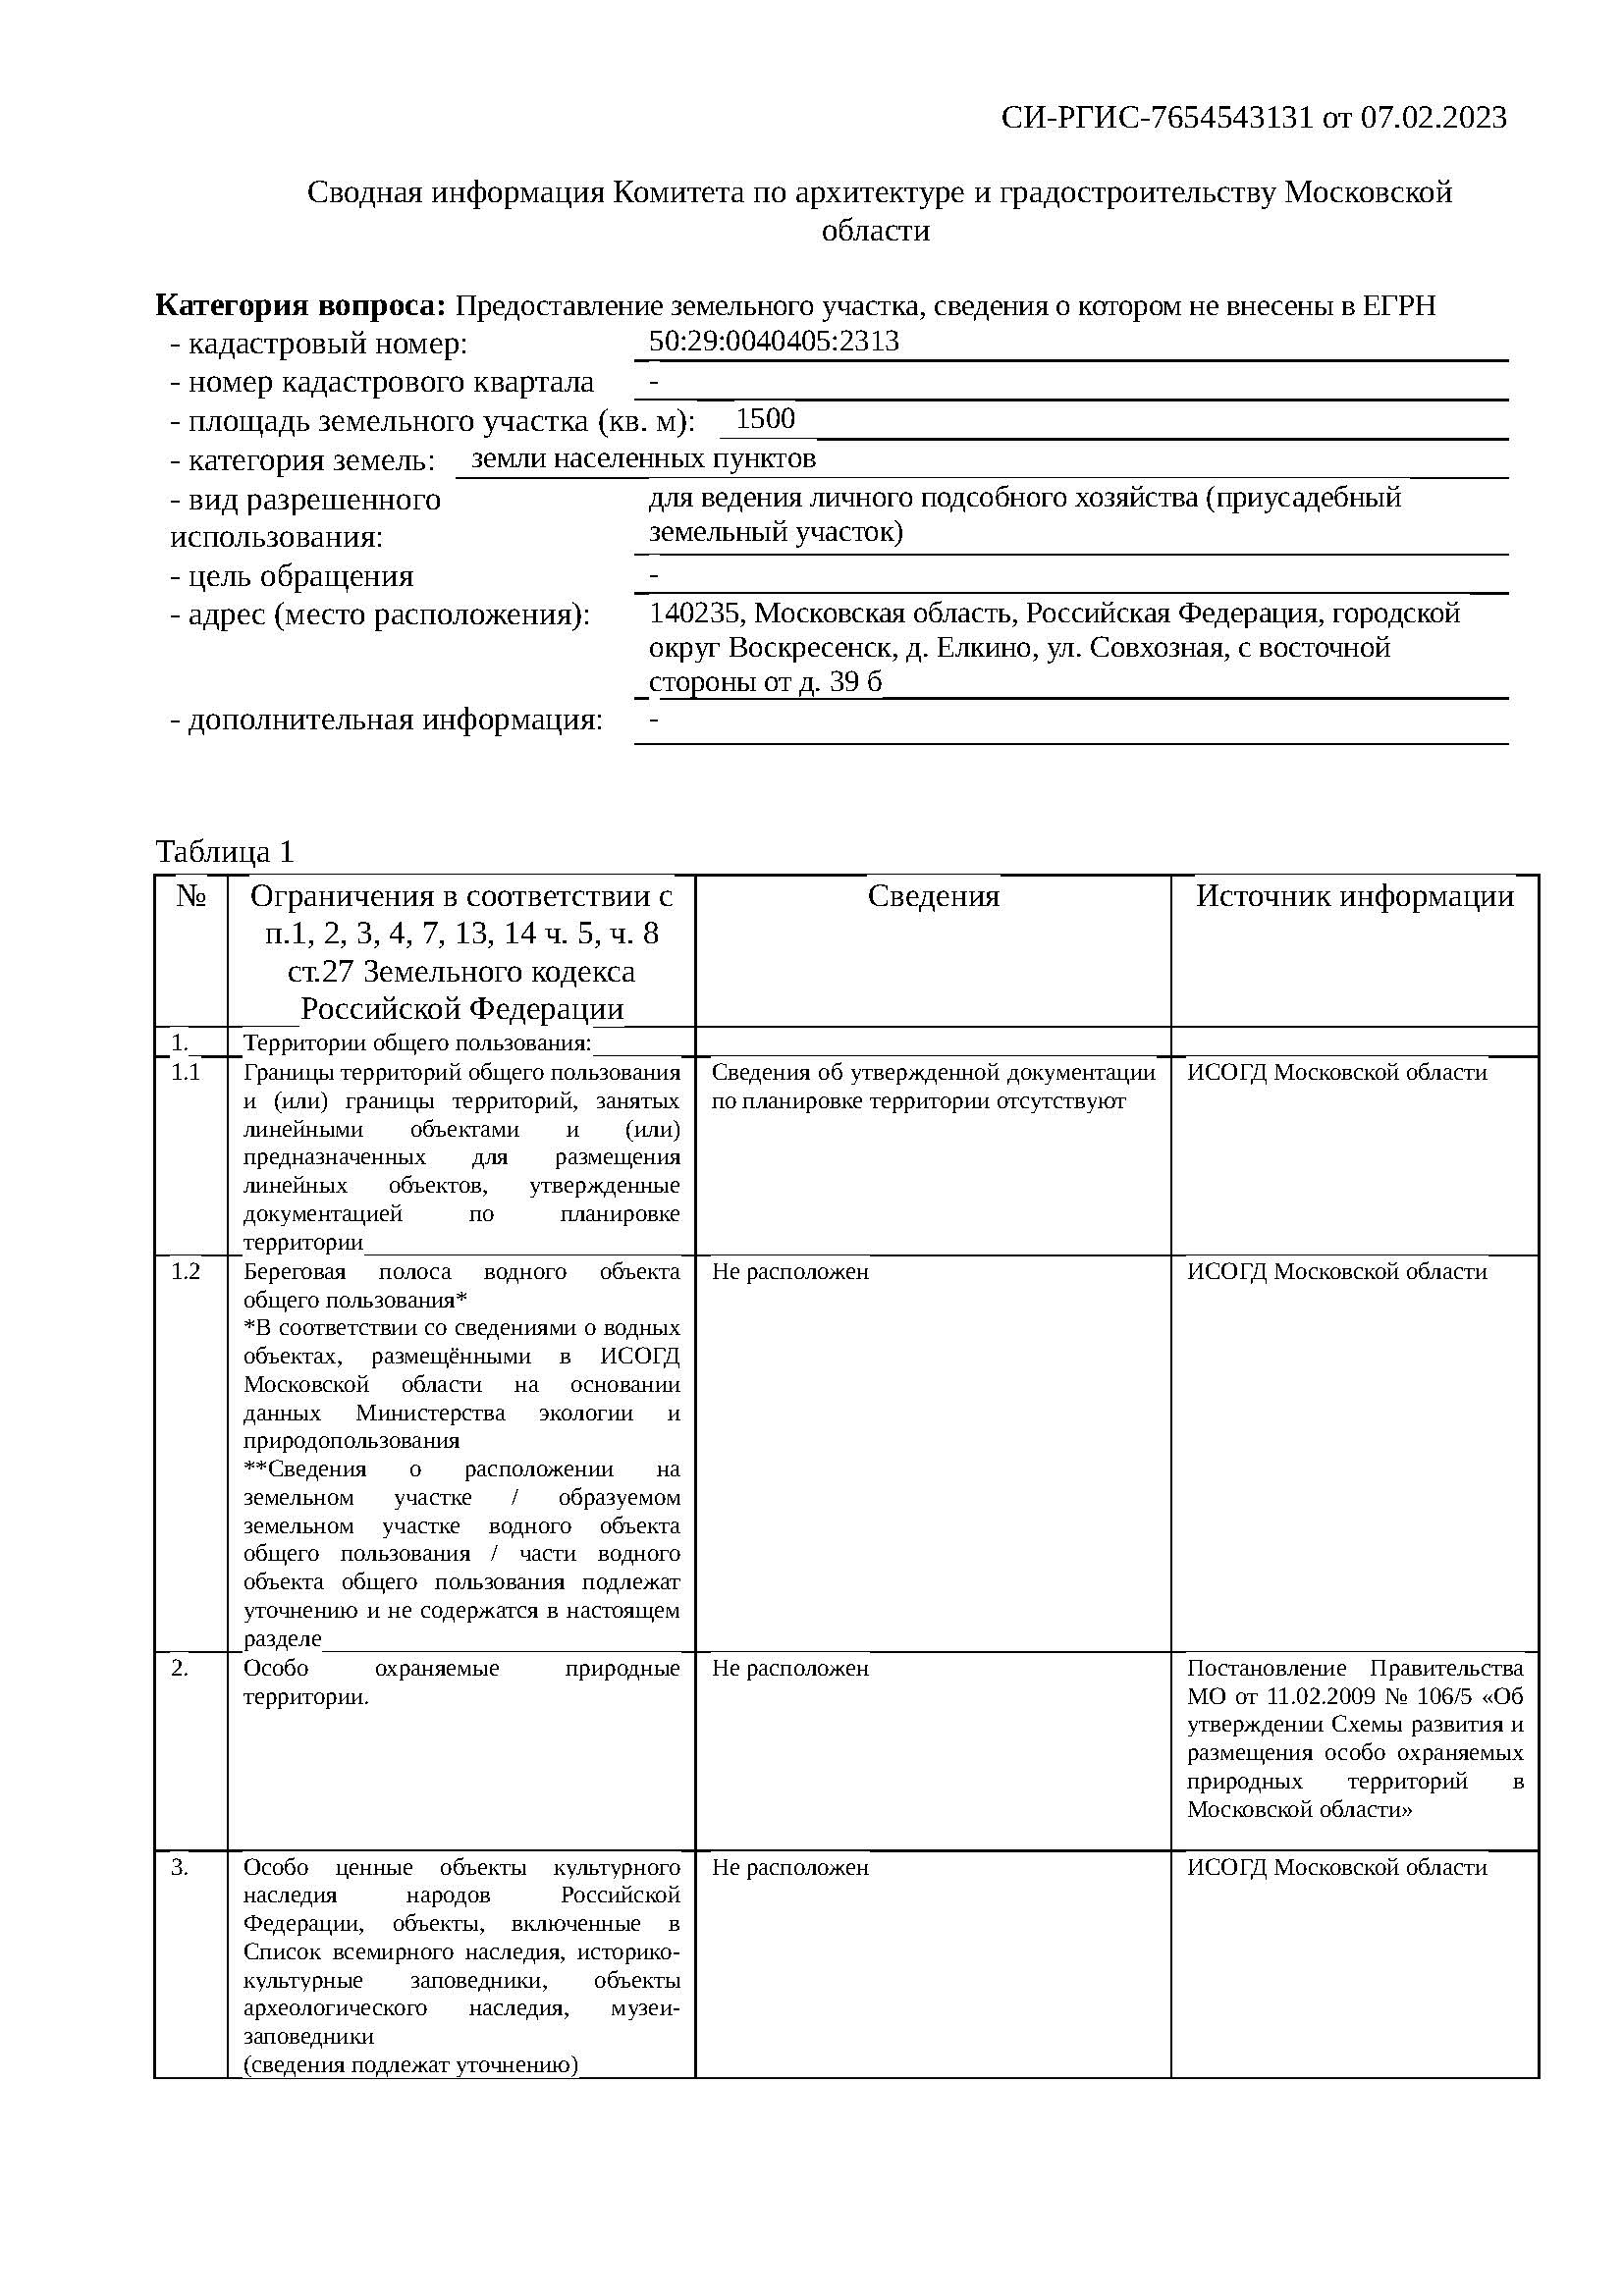 СИ-РГИС-7654543131 от 07.02.2023
Сводная информация Комитета по архитектуре и градостроительству Московской
области
Категория вопроса: Предоставление земельного участка, сведения о котором не внесены в ЕГРН
- кадастровый номер: 50:29:0040405:2313
- номер кадастрового квартала -
- площадь земельного участка (кв. м): 1500
- категория земель: земли населенных пунктов
- вид разрешенного
использования:
для ведения личного подсобного хозяйства (приусадебный
земельный участок)
- цель обращения -
- адрес (место расположения): 140235, Московская область, Российская Федерация, городской
округ Воскресенск, д. Елкино, ул. Совхозная, с восточной
стороны от д. 39 б
- дополнительная информация: -
Таблица 1
№
Ограничения в соответствии с
п.1, 2, 3, 4, 7, 13, 14 ч. 5, ч. 8
ст.27 Земельного кодекса
Российской Федерации
Сведения
Источник информации
1.
Территории общего пользования:
1.1
Границы территорий общего пользования
и (или) границы территорий, занятых
линейными объектами и (или)
предназначенных для размещения
линейных объектов, утвержденные
документацией по планировке
территории
Сведения об утвержденной документации
по планировке территории отсутствуют
ИСОГД Московской области
1.2
Береговая полоса водного объекта
общего пользования*
*В соответствии со сведениями о водных
объектах, размещёнными в ИСОГД
Московской области на основании
данных Министерства экологии и
природопользования
**Сведения о расположении на
земельном участке / образуемом
земельном участке водного объекта
общего пользования / части водного
объекта общего пользования подлежат
уточнению и не содержатся в настоящем
разделе
Не расположен
ИСОГД Московской области
2.
Особо охраняемые природные
территории.
Не расположен
Постановление Правительства
МО от 11.02.2009 № 106/5 «Об
утверждении Схемы развития и
размещения особо охраняемых
природных территорий в
Московской области»
3.
Особо ценные объекты культурного
наследия народов Российской
Федерации, объекты, включенные в
Список всемирного наследия, историко-
культурные заповедники, объекты
археологического наследия, музеи-
заповедники
(сведения подлежат уточнению)
Не расположен
ИСОГД Московской области